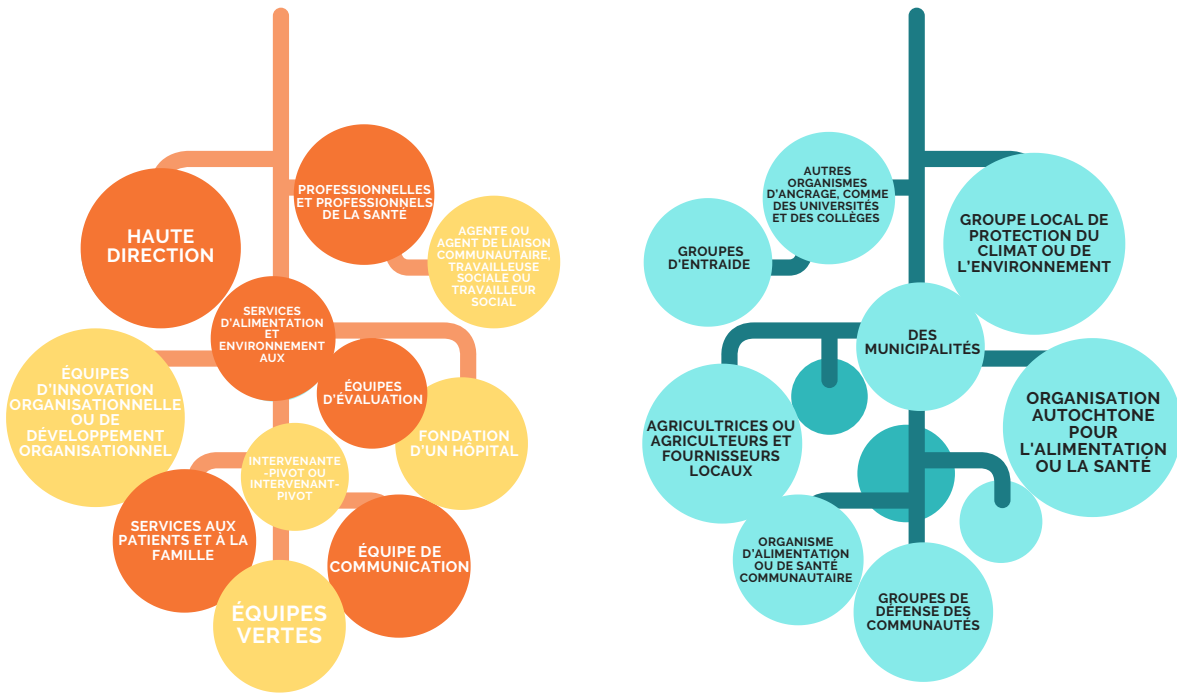 PROFESSIONNELLES
ET PROFESSIONNELS
DE LA SANTÉ
HAUTE
DIRECTION
AGENTE OU
AGENT DE LIAISON
COMMUNAUTAIRE,
TRAVAILLEUSE
SOCIALE OU
TRAVAILLEUR
SOCIAL
SERVICES
D'ALIMENTATION
ET
ENVIRONNEMENT
AUX
ÉQUIPES
D'INNOVATION
ORGANISATIONNELLE
OU DE
DÉVELOPPEMENT
ORGANISATIONNEL
ÉQUIPES
D'ÉVALUATION
FONDATION
D'UN HÔPITAL
INTERVENANTE
-PIVOT OU
INTERVENANT-
PIVOT
SERVICES AUX
PATIENTS ET À LA
FAMILLE
ÉQUIPE DE
COMMUNICATION
ÉQUIPES
VERTES
AUTRES
ORGANISMES
D'ANCRAGE, COMME
DES UNIVERSITÉS
ET DES COLLÈGES
GROUPES
D'ENTRAIDE
GROUPE LOCAL DE
PROTECTION DU
CLIMAT OU DE
L'ENVIRONNEMENT
DES
MUNICIPALITÉS
AGRICULTRICES OU
AGRICULTEURS ET
FOURNISSEURS
LOCAUX
ORGANISATION
AUTOCHTONE
POUR
L'ALIMENTATION
OU LA SANTÉ
ORGANISME
D'ALIMENTATION
OU DE SANTÉ
COMMUNAUTAIRE
GROUPES DE
DÉFENSE DES
COMMUNAUTÉS